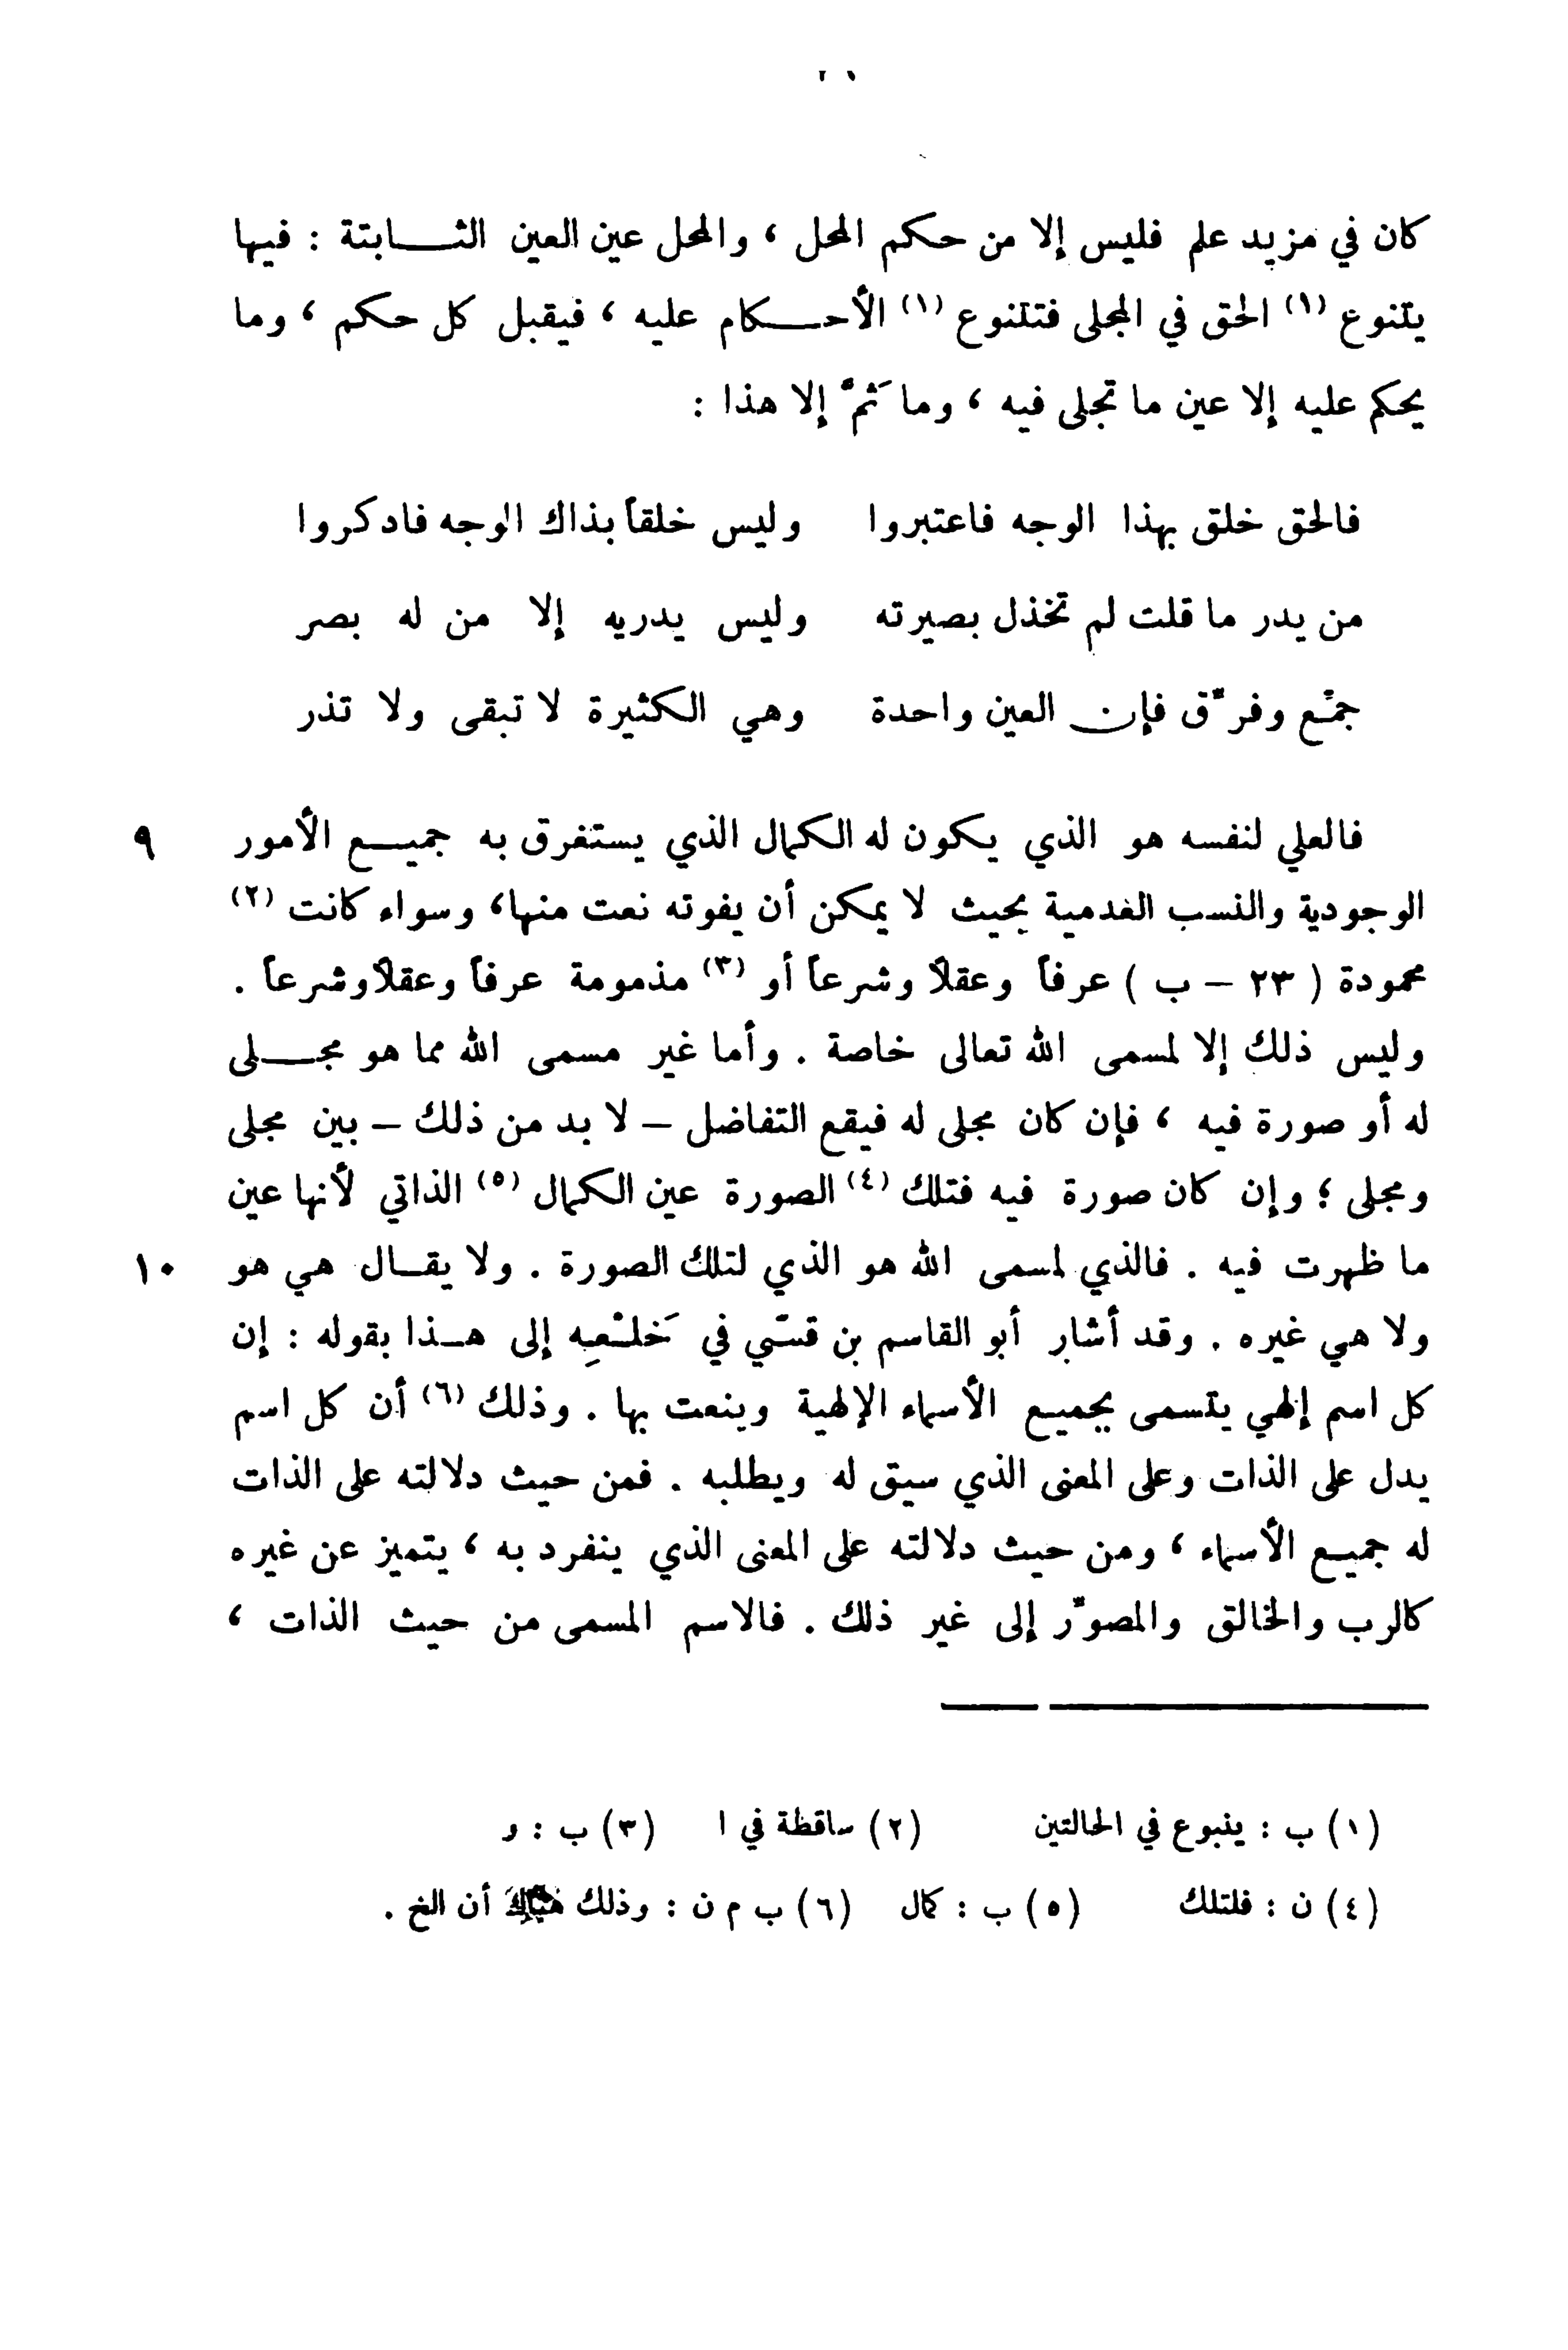 كان في مزيد علم فليس إلا من حكم المحل ، والمحل عين العين الثابتة : فيها
يتنوع (١) الحق في المجلى فتتنوع (١) الأحكام عليه ، فيقبل كل حكم ، وما
يحكم عليه إلا عين ما تجلى فيه ، وما ثَمَّ إلا هذا :
فالحق خلق بهذا الوجه فاعتبروا وليس خلقاً بذاك الوجه فادكروا
من يدر ما قلت لم تخذل بصيرته وليس يدريه إلا من له بصر
جمِّع وفرِّق فإن العين واحدة وهي الكثيرة لا تبقى ولا تذر
فالعلي لنفسه هو الذي يكون له الكمال الذي يستغرق به جميع الأمور ٩
الوجودية والنسب العدمية بحيث لا يمكن أن يفوته نعت منها، وسواء كانت (٢)
محمودة ( ٢٣ – ب ) عرفاً وعقلاً وشرعاً أو (٣) مذمومة عرفاً وعقلاً وشرعاً .
وليس ذلك إلا لمسمى الله تعالى خاصة . وأما غير مسمى الله مما هو مجلى
له أو صورة فيه ، فإن كان مجلى له فيقع التفاضل – لا بد من ذلك – بين مجلى
ومجلى ؛ وإن كان صورة فيه فتلك (٤) الصورة عين الكمال (٥) الذاتي لأنها عين
ما ظهرت فيه . فالذي لمسمى الله هو الذي لتلك الصورة . ولا يقال هي هو ١٠
ولا هي غيره . وقد أشار أبو القاسم بن قسّي في خَلْعِه إلى هذا بقوله : إن
كل اسم إلهي يتسمى بجميع الأسماء الإلهية وينعت بها . وذلك (٦) أن كل اسم
يدل على الذات وعلى المعنى الذي سيق له ويطلبه . فمن حيث دلالته على الذات
له جميع الأسماء ، ومن حيث دلالته على المعنى الذي ينفرد به ، يتميز عن غيره
كالرب والخالق والمصوِّر إلى غير ذلك . فالاسم المسمى من حيث الذات ،
(١) ب : ينبوع في الحالتين (٢) ساقطة في ا (٣) ب : و
(٤) ن : فلتلك (٥) ب : كمال (٦) ب م ن : وذلك أن الخ .